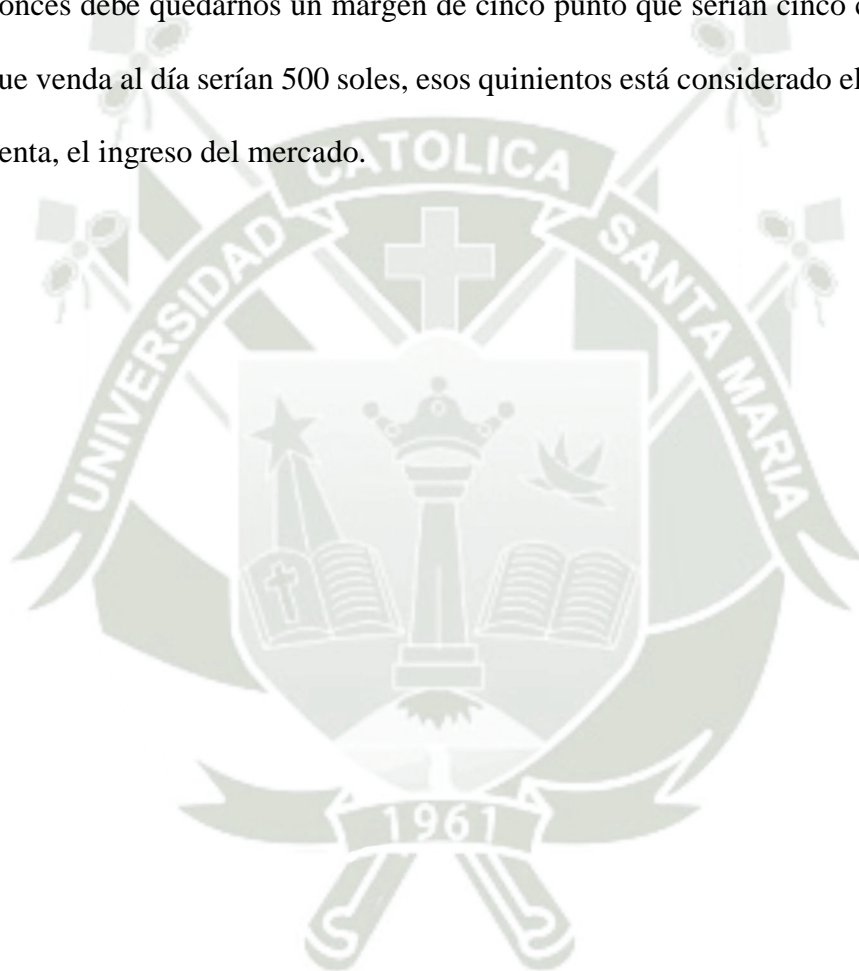 onces debe quedarnos un margen de cinco punto que serían cinco
ue venda al día serían 500 soles, esos quinientos está considerado el
enta, el ingreso del mercado.
UNIVERSIDAD CATOLICA SANTA MARIA
1961